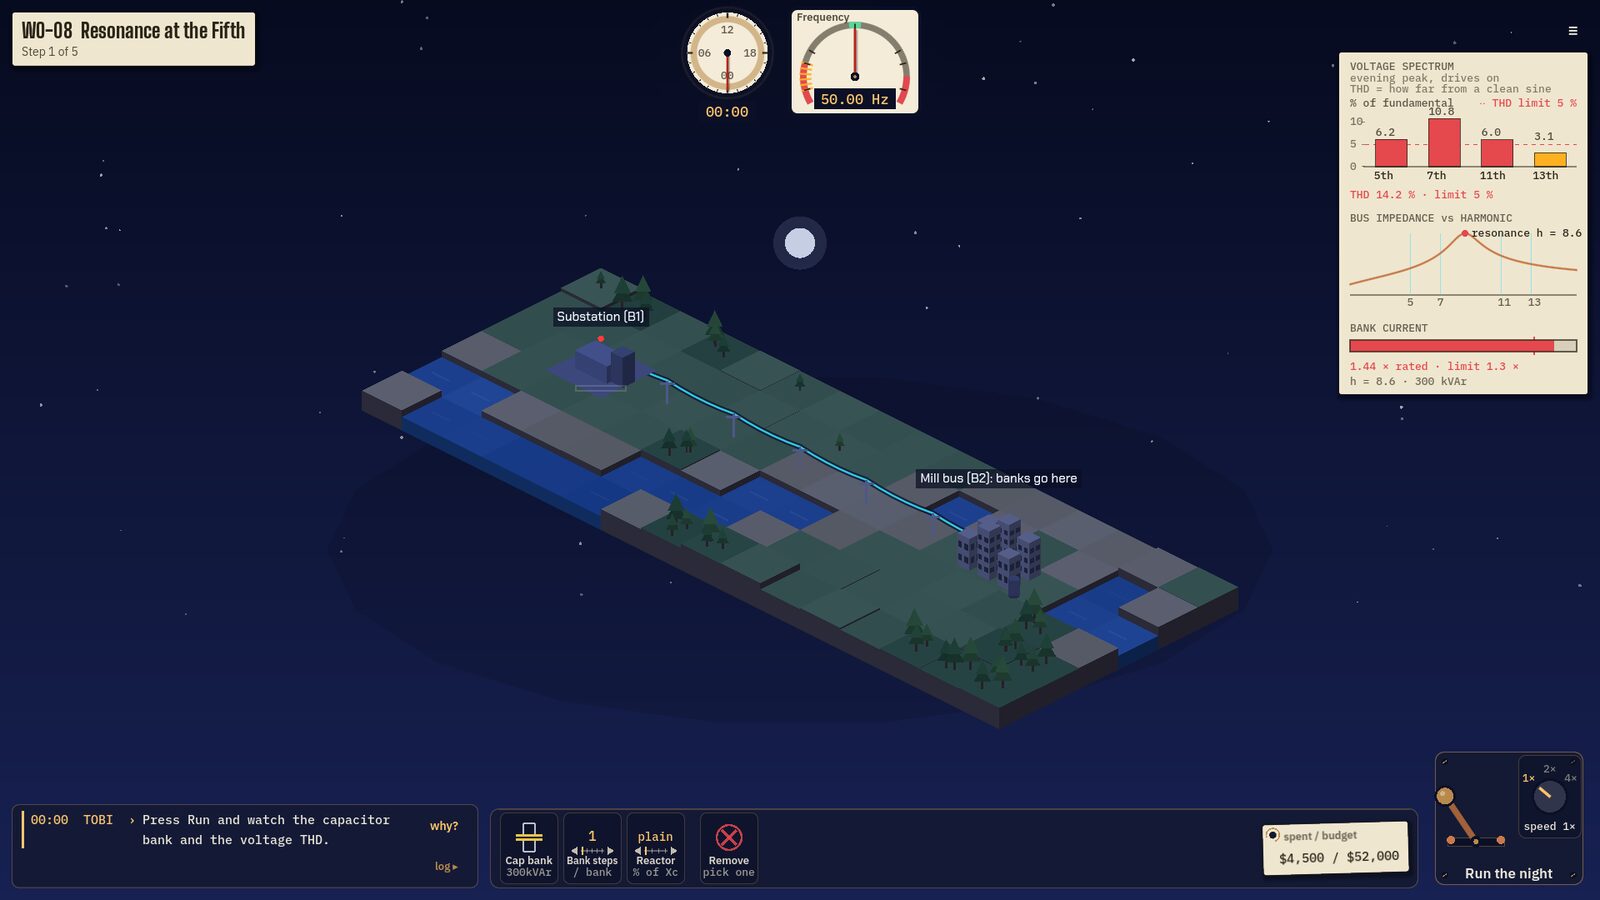 WO-08 Resonance at the Fifth
Step 1 of 5
12
06
18
00
00:00
Frequency
50.00 Hz
☰
VOLTAGE SPECTRUM
evening peak, drives on
THD = how far from a clean sine
% of fundamental
·· THD limit 5 %
10
5
0
6.2
10.8
6.0
3.1
5th
7th
11th
13th
THD 14.2 % · limit 5 %
BUS IMPEDANCE vs HARMONIC
resonance h = 8.6
5
7
11
13
BANK CURRENT
1.44 × rated · limit 1.3 ×
h = 8.6 · 300 kVAr
Substation (B1)
Mill bus (B2): banks go here
00:00 TOBI › Press Run and watch the capacitor
bank and the voltage THD.
why?
log ▸
Cap bank
300kVAr
1
Bank steps
/ bank
plain
Reactor
% of Xc
Remove
pick one
spent / budget
$4,500 / $52,000
1×
2×
4×
speed 1×
Run the night